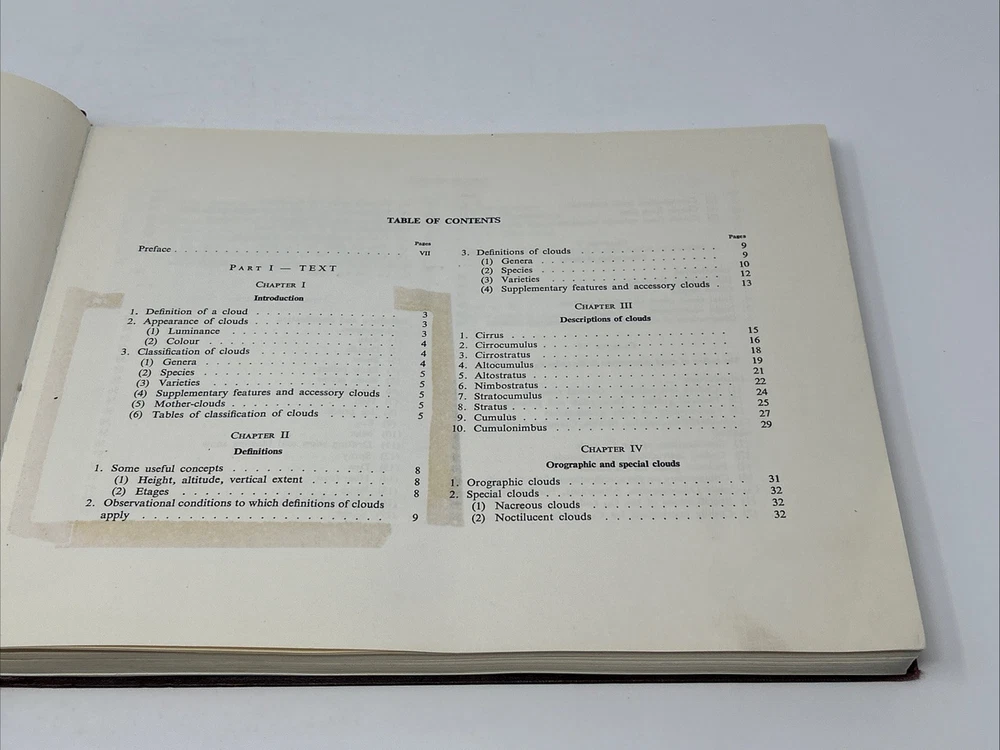 TABLE OF CONTENTS
Pages
Preface . . . . . . . . . . . . . . . . . . . . . . . VII
PART I — TEXT
CHAPTER I
Introduction
1. Definition of a cloud . . . . . . . . . . . . . . 3
2. Appearance of clouds . . . . . . . . . . . . . . 3
(1) Luminance . . . . . . . . . . . . . . . . . 3
(2) Colour . . . . . . . . . . . . . . . . . . . 4
3. Classification of clouds . . . . . . . . . . . . . . 4
(1) Genera . . . . . . . . . . . . . . . . . . . 4
(2) Species . . . . . . . . . . . . . . . . . . . 5
(3) Varieties . . . . . . . . . . . . . . . . . . 5
(4) Supplementary features and accessory clouds 5
(5) Mother-clouds . . . . . . . . . . . . . . . 5
(6) Tables of classification of clouds . . . . . . 5
CHAPTER II
Definitions
1. Some useful concepts . . . . . . . . . . . . . . 8
(1) Height, altitude, vertical extent . . . . . . . 8
(2) Etages . . . . . . . . . . . . . . . . . . . 8
2. Observational conditions to which definitions of clouds
apply . . . . . . . . . . . . . . . . . . . . . 9
Pages
3. Definitions of clouds . . . . . . . . . . . . . . 9
(1) Genera . . . . . . . . . . . . . . . . . . . 9
(2) Species . . . . . . . . . . . . . . . . . . . 10
(3) Varieties . . . . . . . . . . . . . . . . . . 12
(4) Supplementary features and accessory clouds . 13
CHAPTER III
Descriptions of clouds
1. Cirrus . . . . . . . . . . . . . . . . . . . . . 15
2. Cirrocumulus . . . . . . . . . . . . . . . . . . 16
3. Cirrostratus . . . . . . . . . . . . . . . . . . 18
4. Altocumulus . . . . . . . . . . . . . . . . . . 19
5. Altostratus . . . . . . . . . . . . . . . . . . 21
6. Nimbostratus . . . . . . . . . . . . . . . . . . 22
7. Stratocumulus . . . . . . . . . . . . . . . . . 24
8. Stratus . . . . . . . . . . . . . . . . . . . . 25
9. Cumulus . . . . . . . . . . . . . . . . . . . . 27
10. Cumulonimbus . . . . . . . . . . . . . . . . . 29
CHAPTER IV
Orographic and special clouds
1. Orographic clouds . . . . . . . . . . . . . . . 31
2. Special clouds . . . . . . . . . . . . . . . . . 32
(1) Nacreous clouds . . . . . . . . . . . . . . 32
(2) Noctilucent clouds . . . . . . . . . . . . . 32